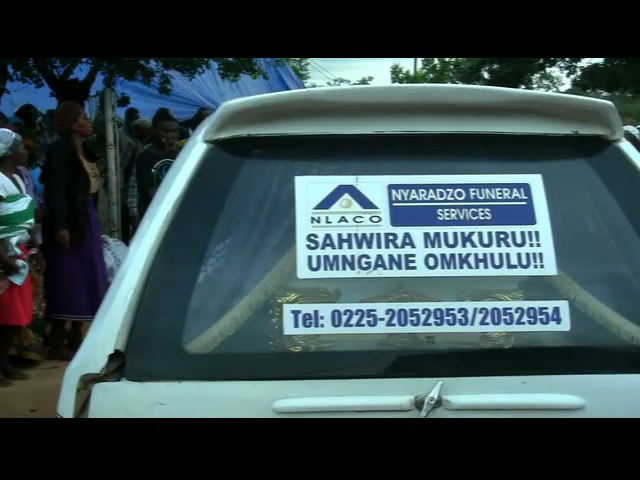 NLACO
NYARADZO FUNERAL
SERVICES
SAHWIRA MUKURU!!
UMNGANE OMKHULU!!
Tel: 0225-2052953/2052954